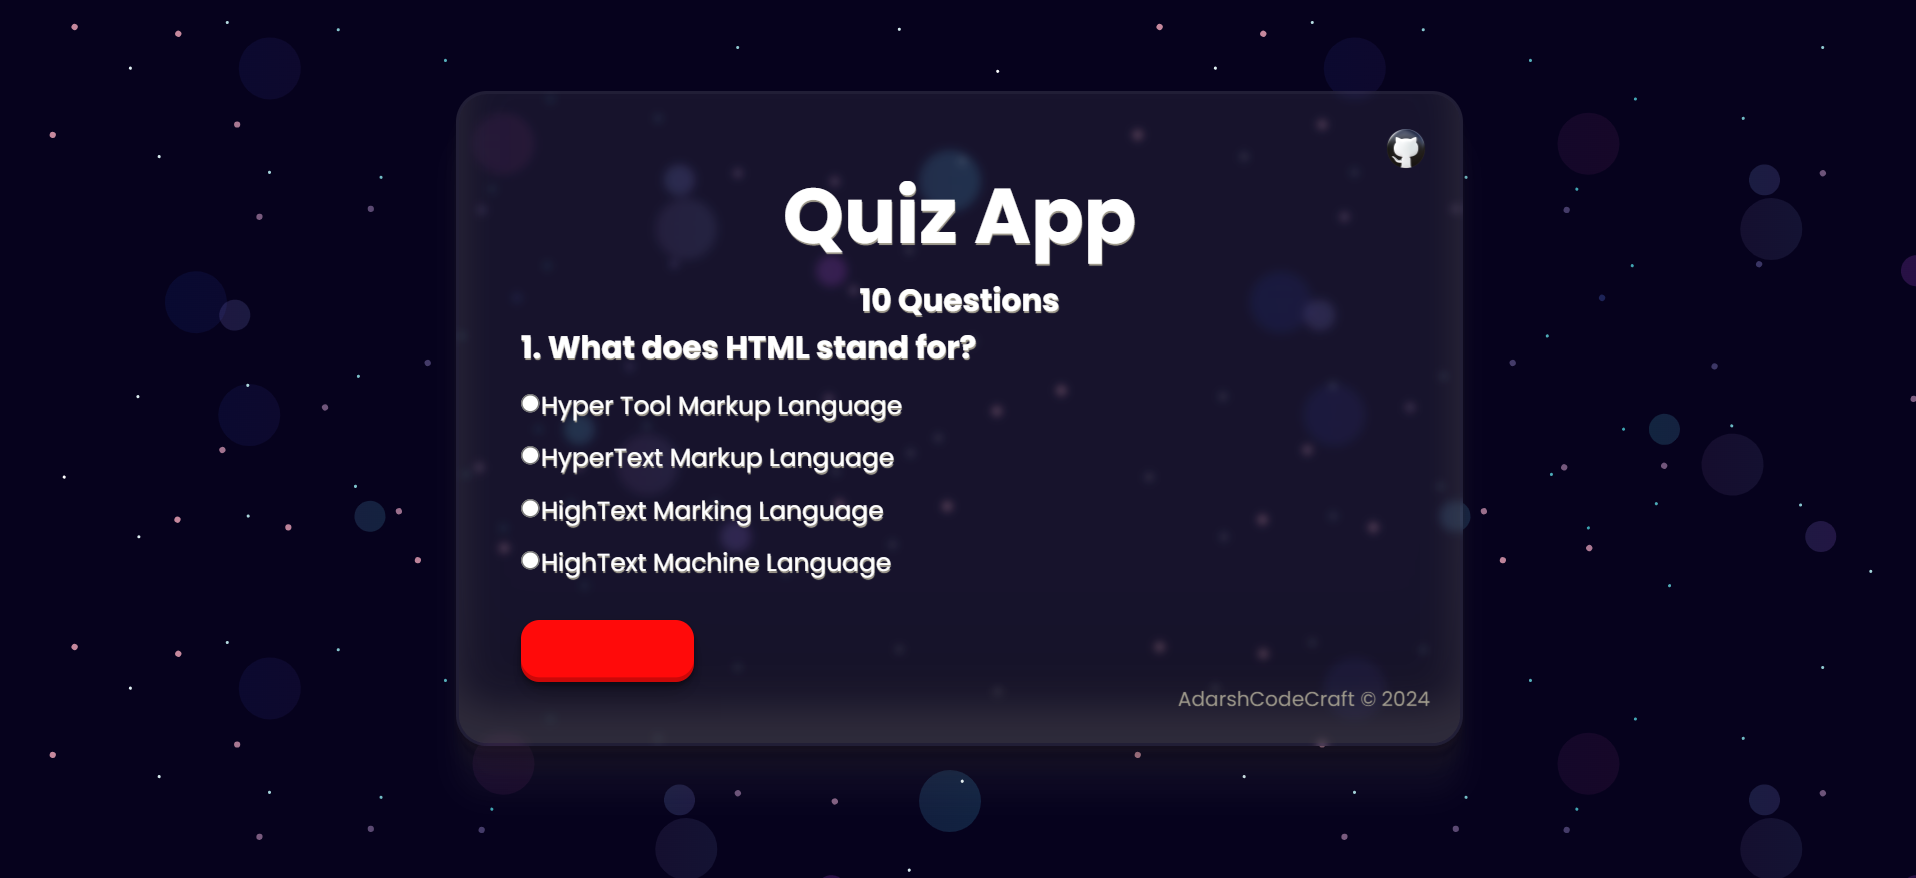 Quiz App
10 Questions
1. What does HTML stand for?
Hyper Tool Markup Language
HyperText Markup Language
HighText Marking Language
HighText Machine Language
AdarshCodeCraft © 2024